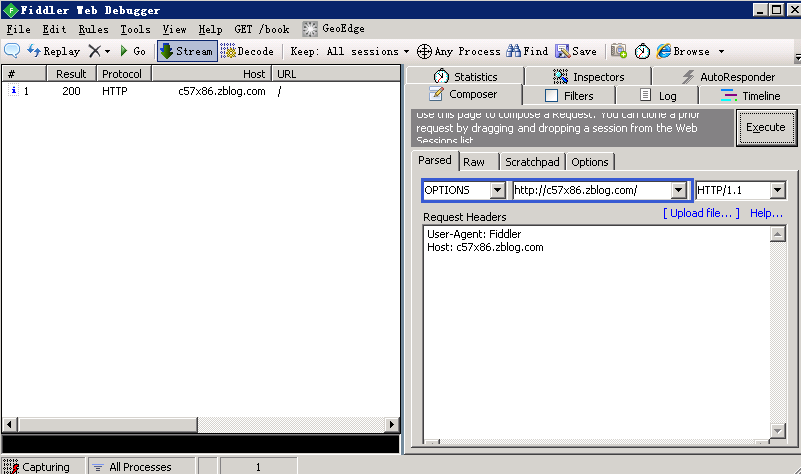 Fiddler Web Debugger
File Edit Rules Tools View Help GET /book GeoEdge
Replay Go Stream Decode Keep: All sessions Any Process Find Save Browse
# Result Protocol Host URL
1 200 HTTP c57x86.zblog.com /
Statistics Inspectors AutoResponder
Composer Filters Log Timeline
Use this page to compose a Request. You can clone a prior
request by dragging and dropping a session from the Web
Sessions list.
Execute
Parsed Raw Scratchpad Options
OPTIONS http://c57x86.zblog.com/ HTTP/1.1
Request Headers [ Upload file... ] Help...
User-Agent: Fiddler
Host: c57x86.zblog.com
Capturing All Processes 1